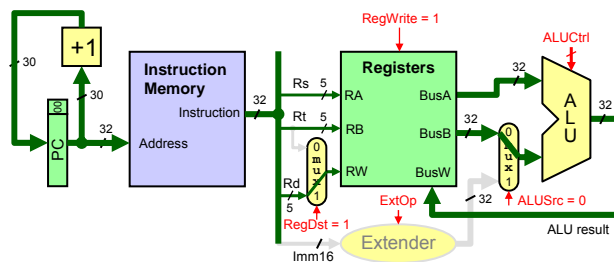 RegWrite = 1
ALUCtrl
30
+1
30
00
PC
32
Instruction
Memory
Instruction
Address
32
Rs
5
Rt
5
Rd
5
0
mux
1
RegDst = 1
Imm16
Registers
RA
RB
RW
BusA
BusB
BusW
ExtOp
Extender
32
32
32
0
mux
1
ALUSrc = 0
ALU
32
ALU result